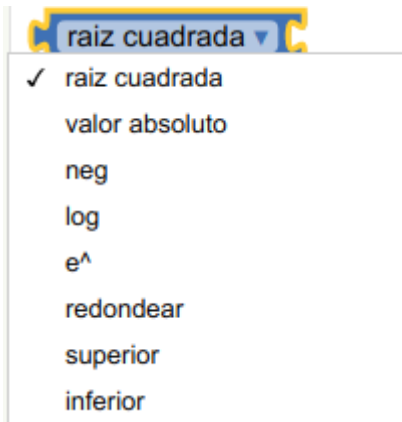 raiz cuadrada
raiz cuadrada
valor absoluto
neg
log
e^
redondear
superior
inferior